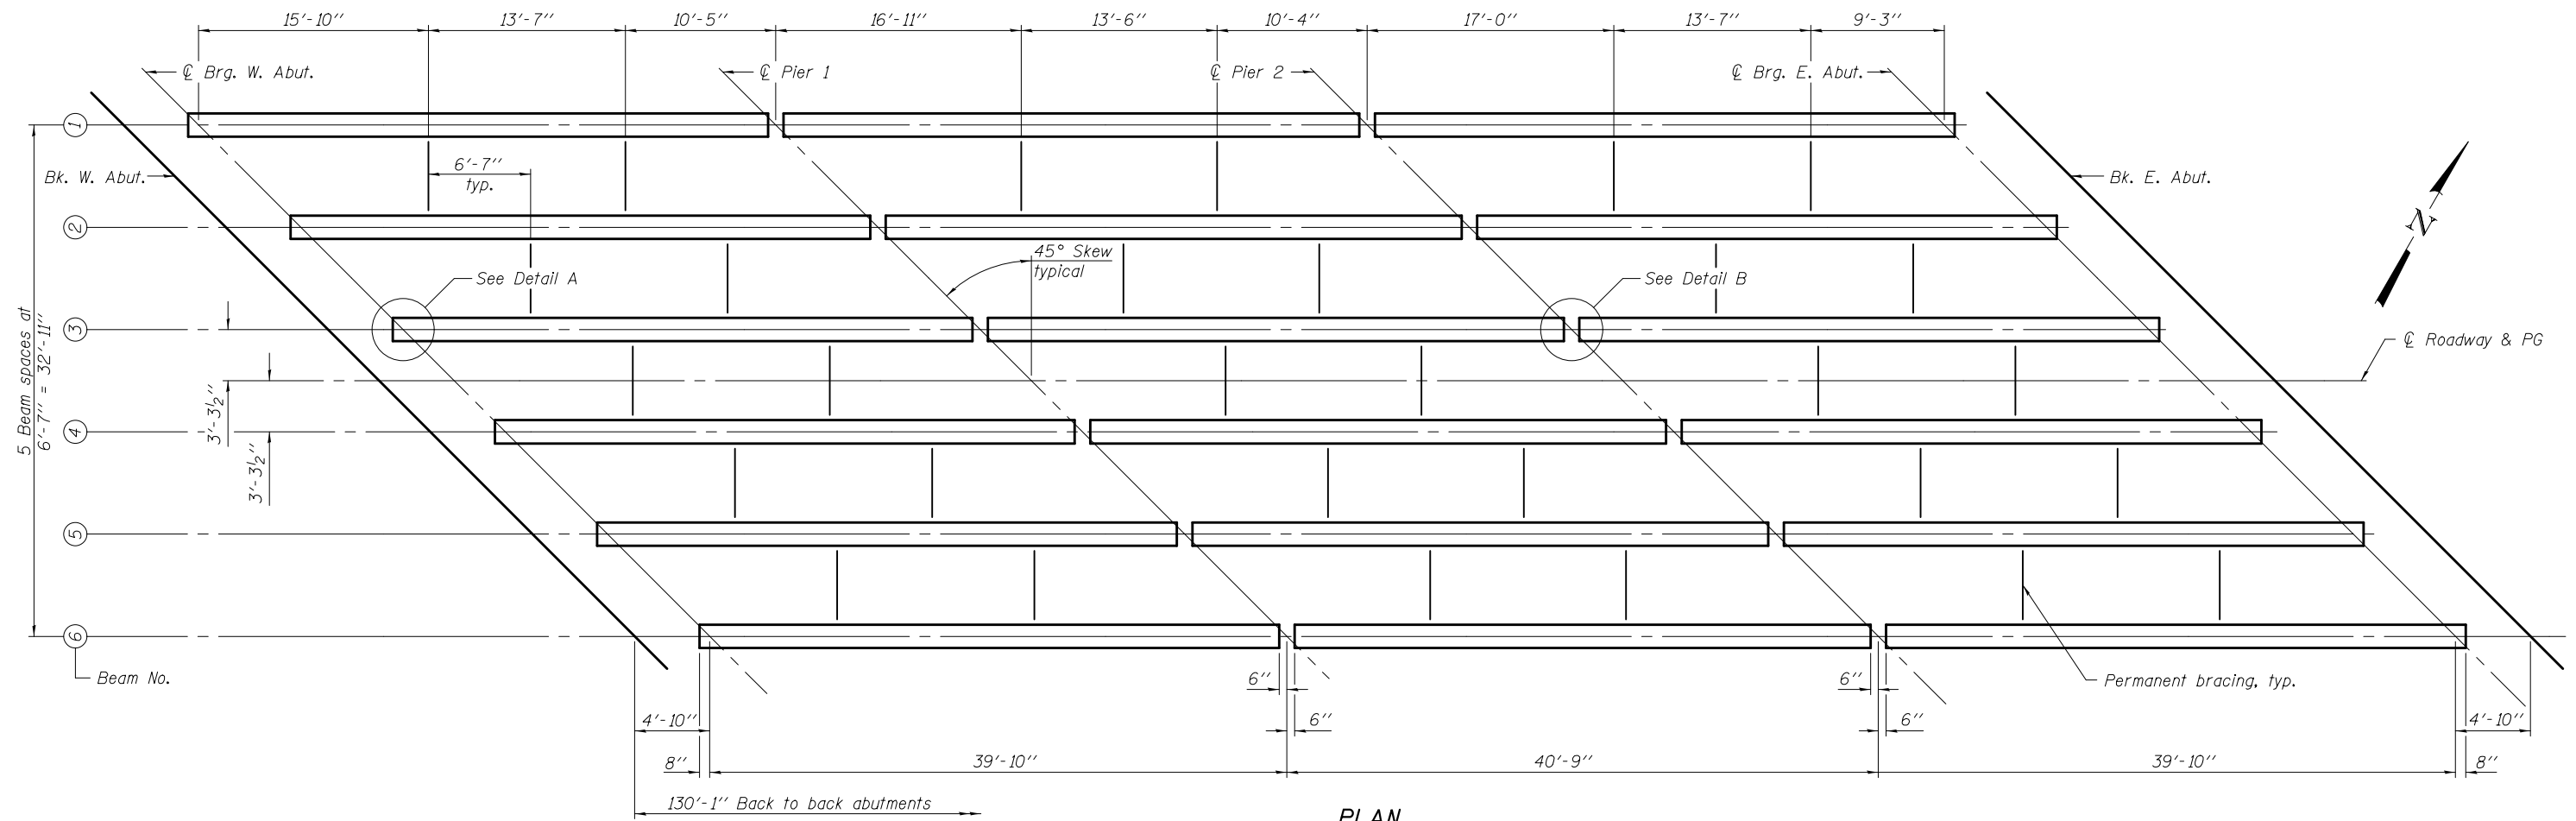 15'-10" 13'-7" 10'-5" 16'-11" 13'-6" 10'-4" 17'-0" 13'-7" 9'-3"
℄ Brg. W. Abut. ℄ Pier 1 ℄ Pier 2 ℄ Brg. E. Abut.
1
6'-7"
typ.
Bk. W. Abut. Bk. E. Abut.
N
2
45° Skew
typical
See Detail A See Detail B
3
℄ Roadway & PG
5 Beam spaces at
6'-7" = 32'-11"
3'-3½"
3'-3½"
4
5
6
Beam No.
6" 6"
Permanent bracing, typ.
4'-10" 6" 6" 4'-10"
8" 39'-10" 40'-9" 39'-10" 8"
130'-1" Back to back abutments
PLAN